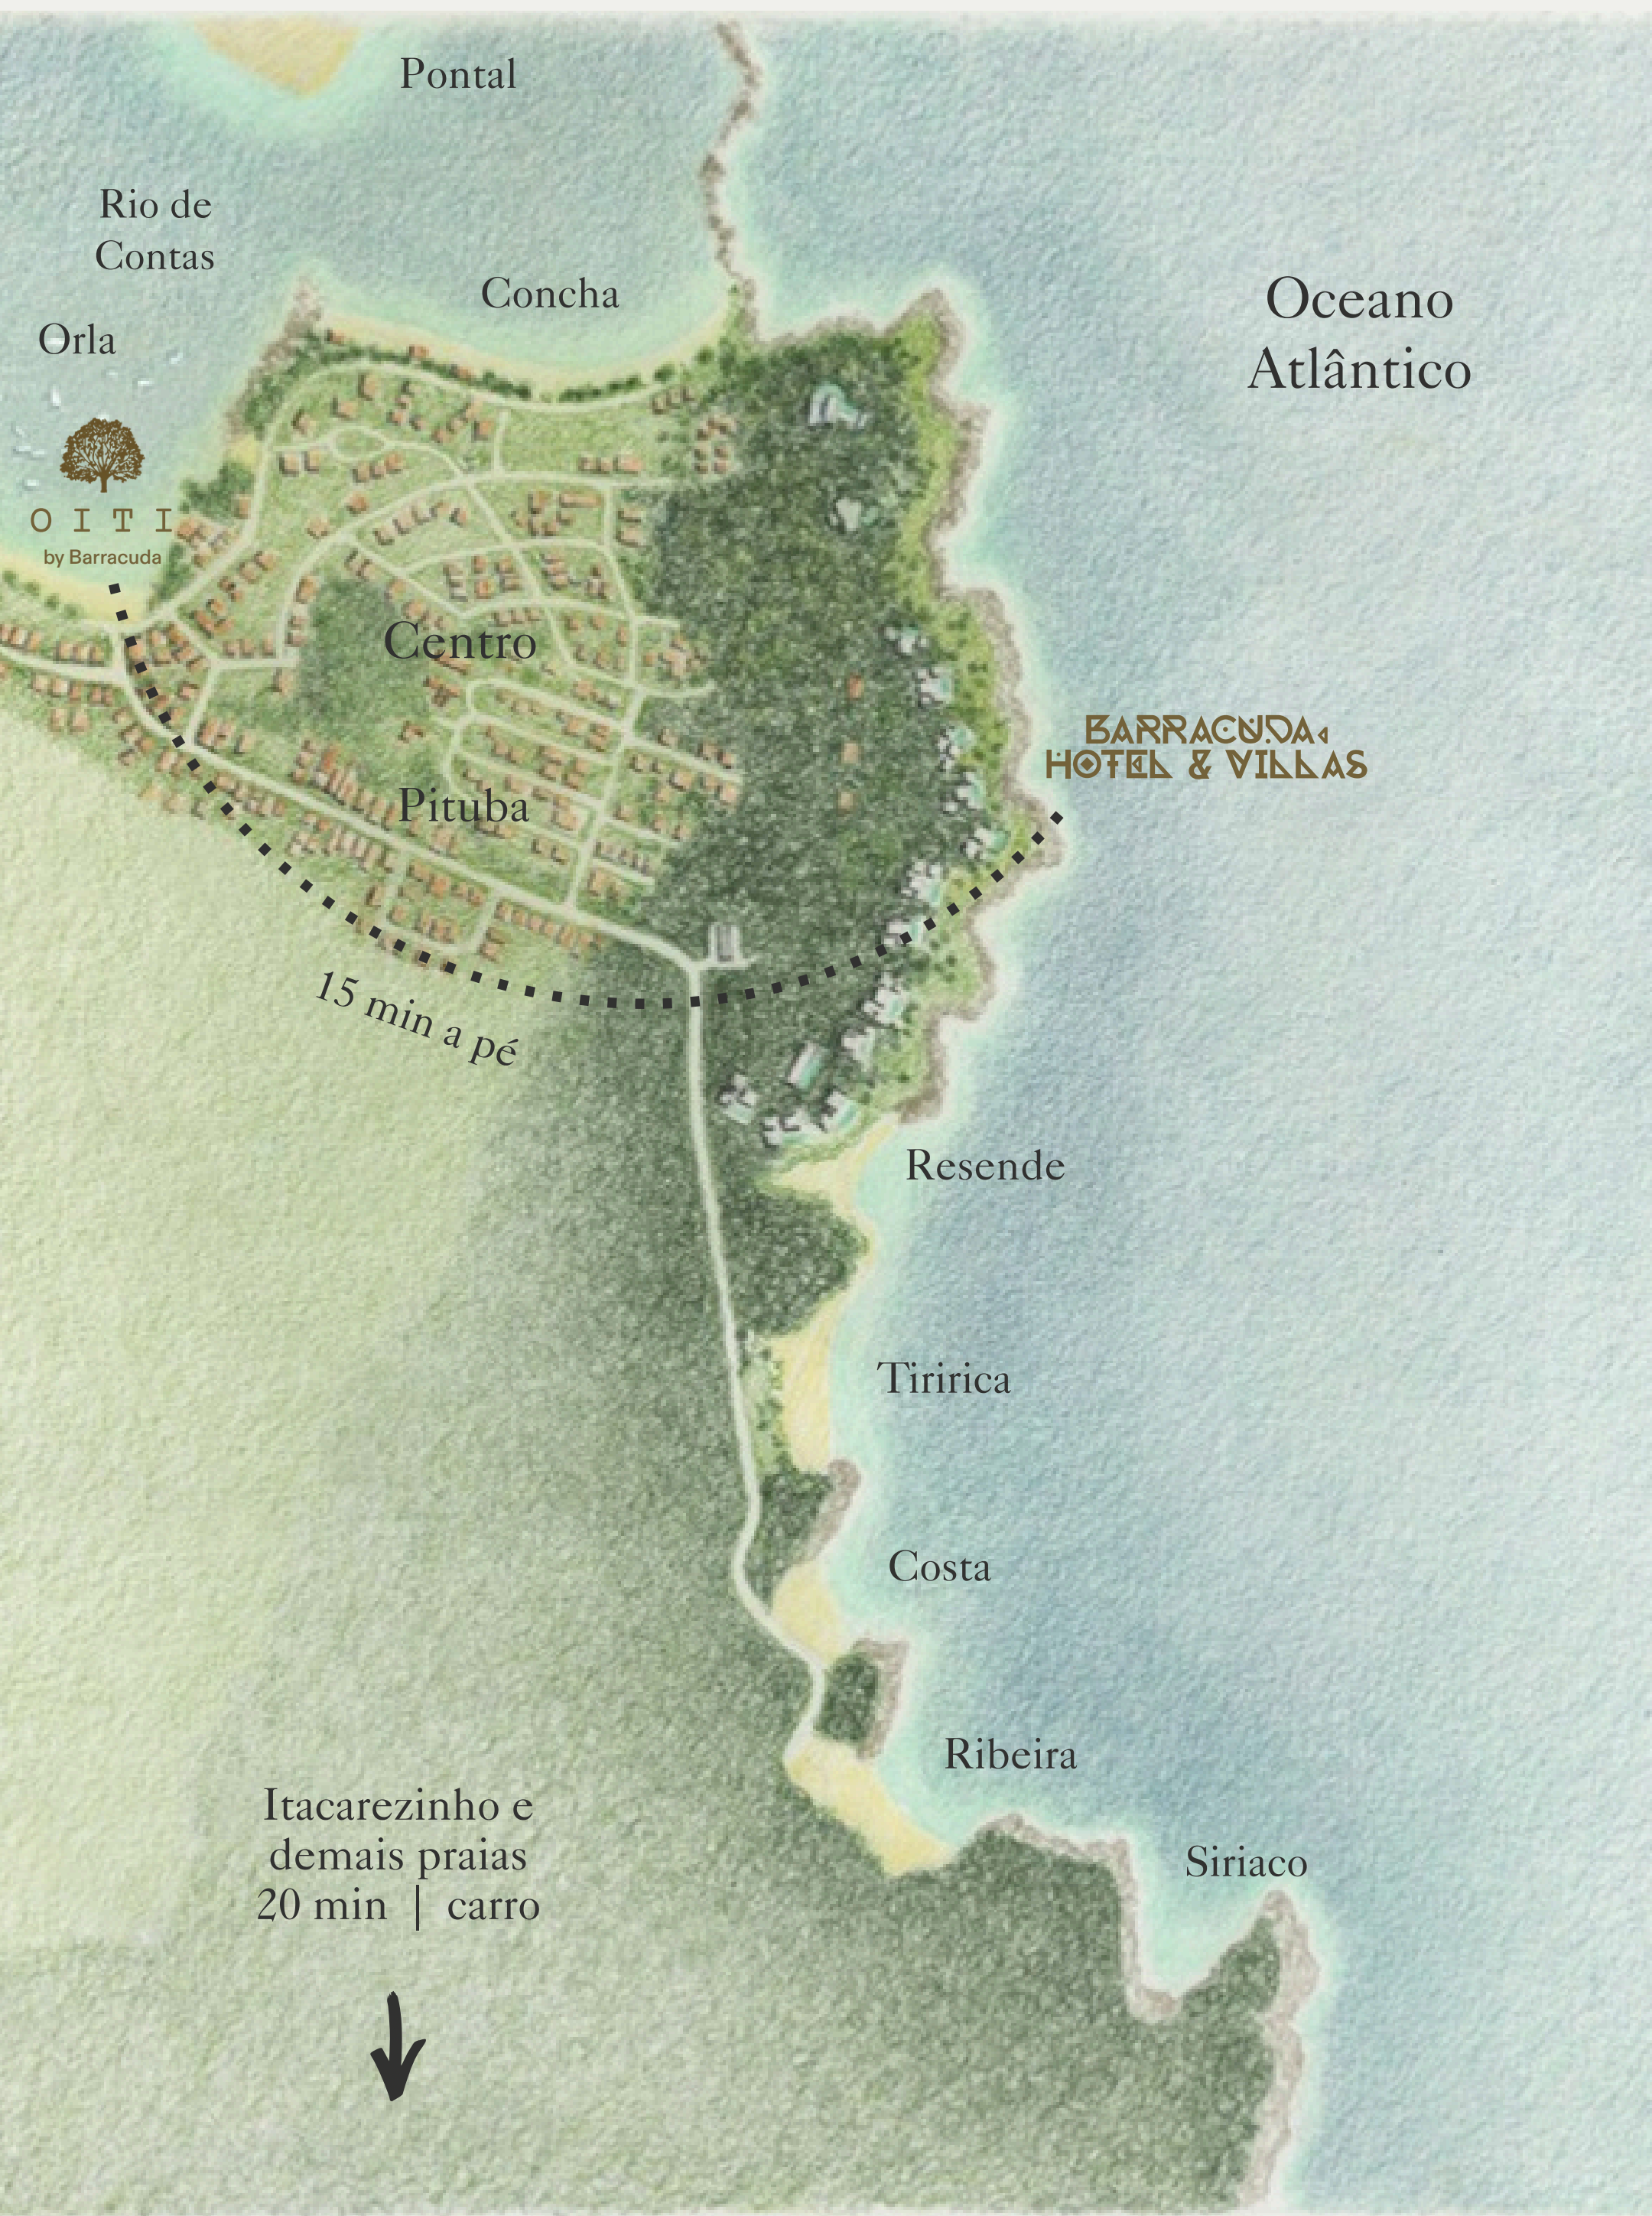 Pontal
Rio de
Contas
Concha
Orla
Oceano
Atlântico
OITI
by Barracuda
Centro
BARRACUDA
HOTEL & VILLAS
Pituba
15 min a pé
Resende
Tiririca
Costa
Ribeira
Siriaco
Itacarezinho e
demais praias
20 min | carro